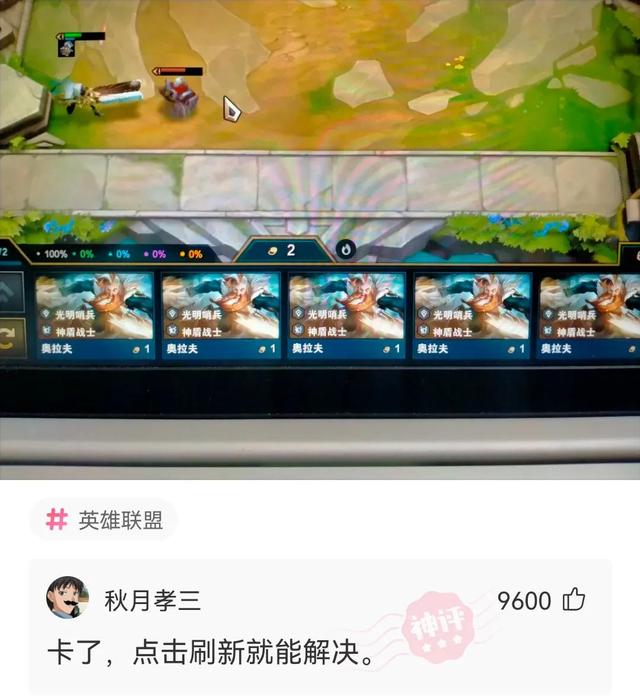 /2 100% 0% 0% 0% 0% 2
光明哨兵 光明哨兵 光明哨兵 光明哨兵 光明哨兵
神盾战士 神盾战士 神盾战士 神盾战士 神盾战士
奥拉夫 1 奥拉夫 1 奥拉夫 1 奥拉夫 1 奥拉夫
# 英雄联盟
秋月孝三 9600
神评
卡了，点击刷新就能解决。